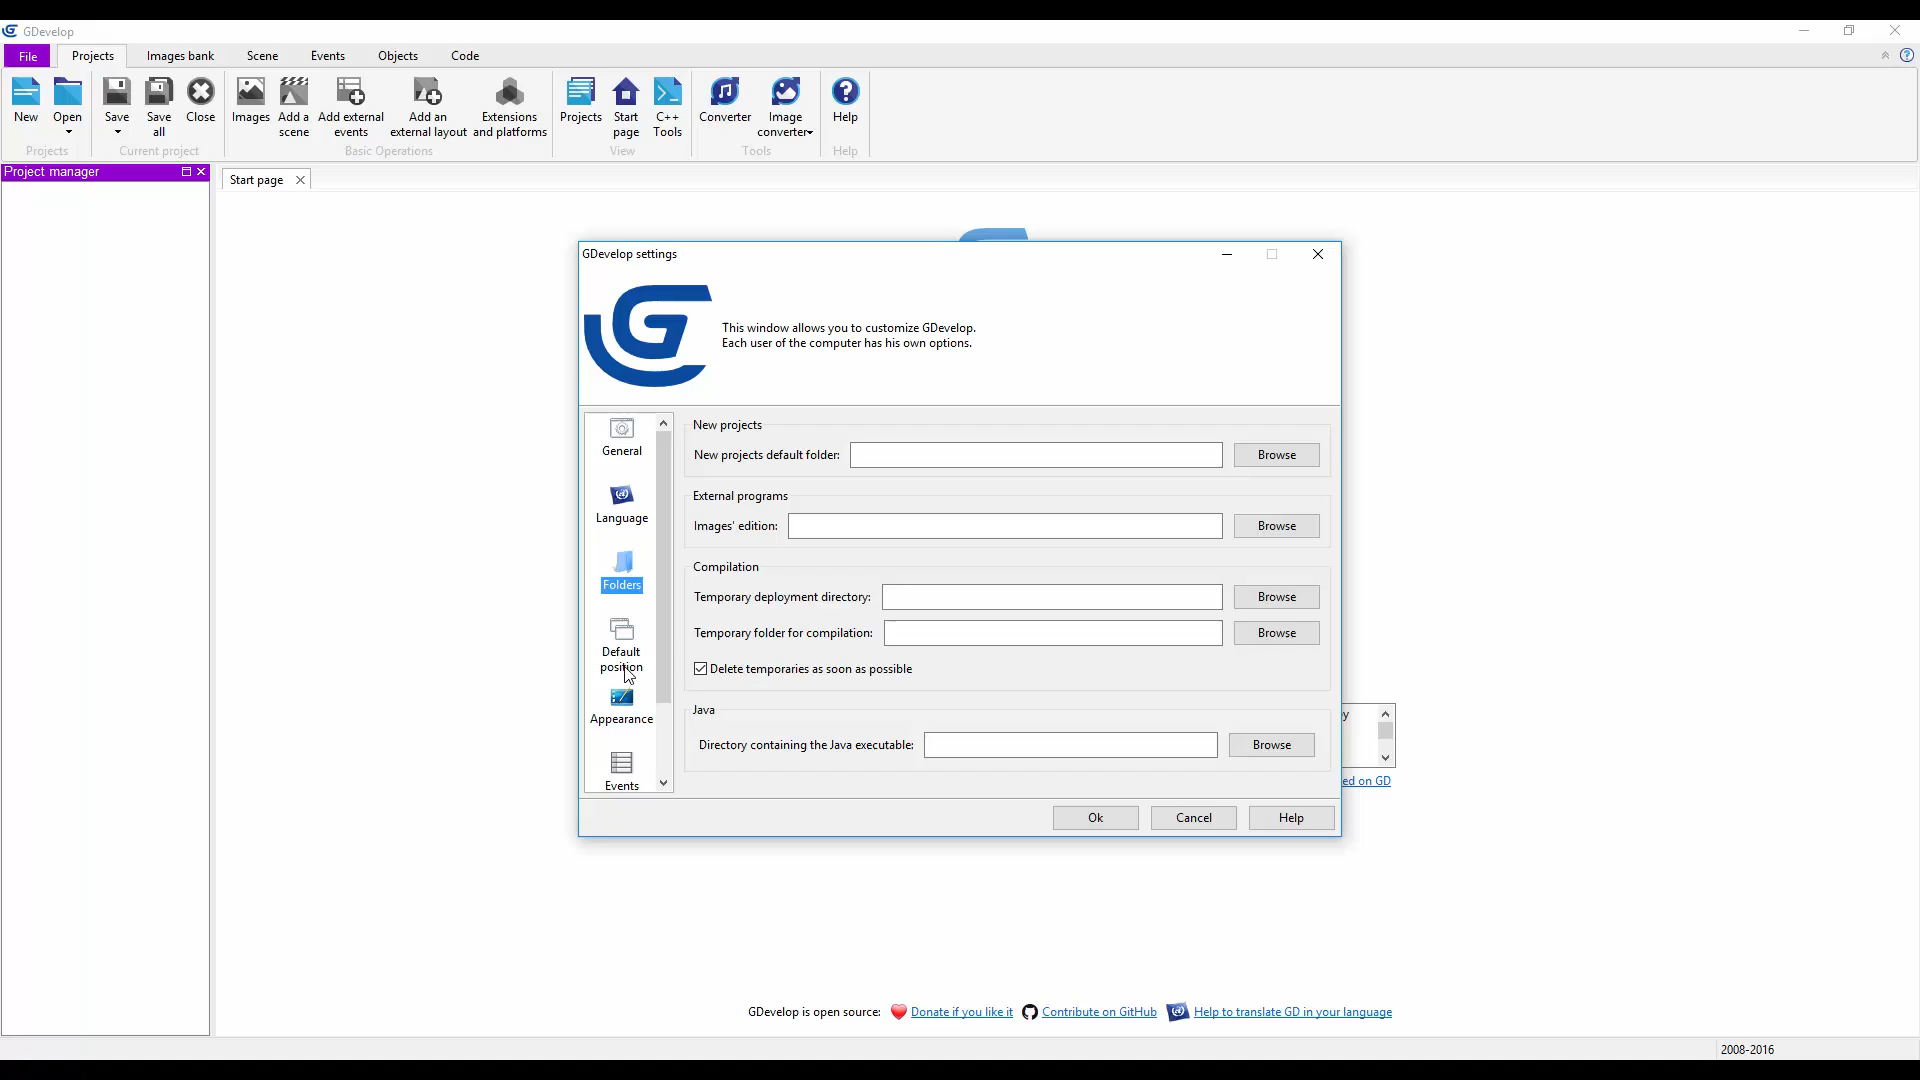 GDevelop
File Projects Images bank Scene Events Objects Code
New Open Save Save all Close Images Add a scene Add external events Add an external layout Extensions and platforms Projects Start page C++ Tools Converter Image converter Help
Projects Current project Basic Operations View Tools Help
Project manager
Start page
GDevelop settings
This window allows you to customize GDevelop.
Each user of the computer has his own options.
General
Language
Folders
Default
position
Appearance
Events
New projects
New projects default folder: Browse
External programs
Images' edition: Browse
Compilation
Temporary deployment directory: Browse
Temporary folder for compilation: Browse
Delete temporaries as soon as possible
Java
Directory containing the Java executable: Browse
Ok Cancel Help
ed on GD
GDevelop is open source: Donate if you like it Contribute on GitHub Help to translate GD in your language
2008-2016